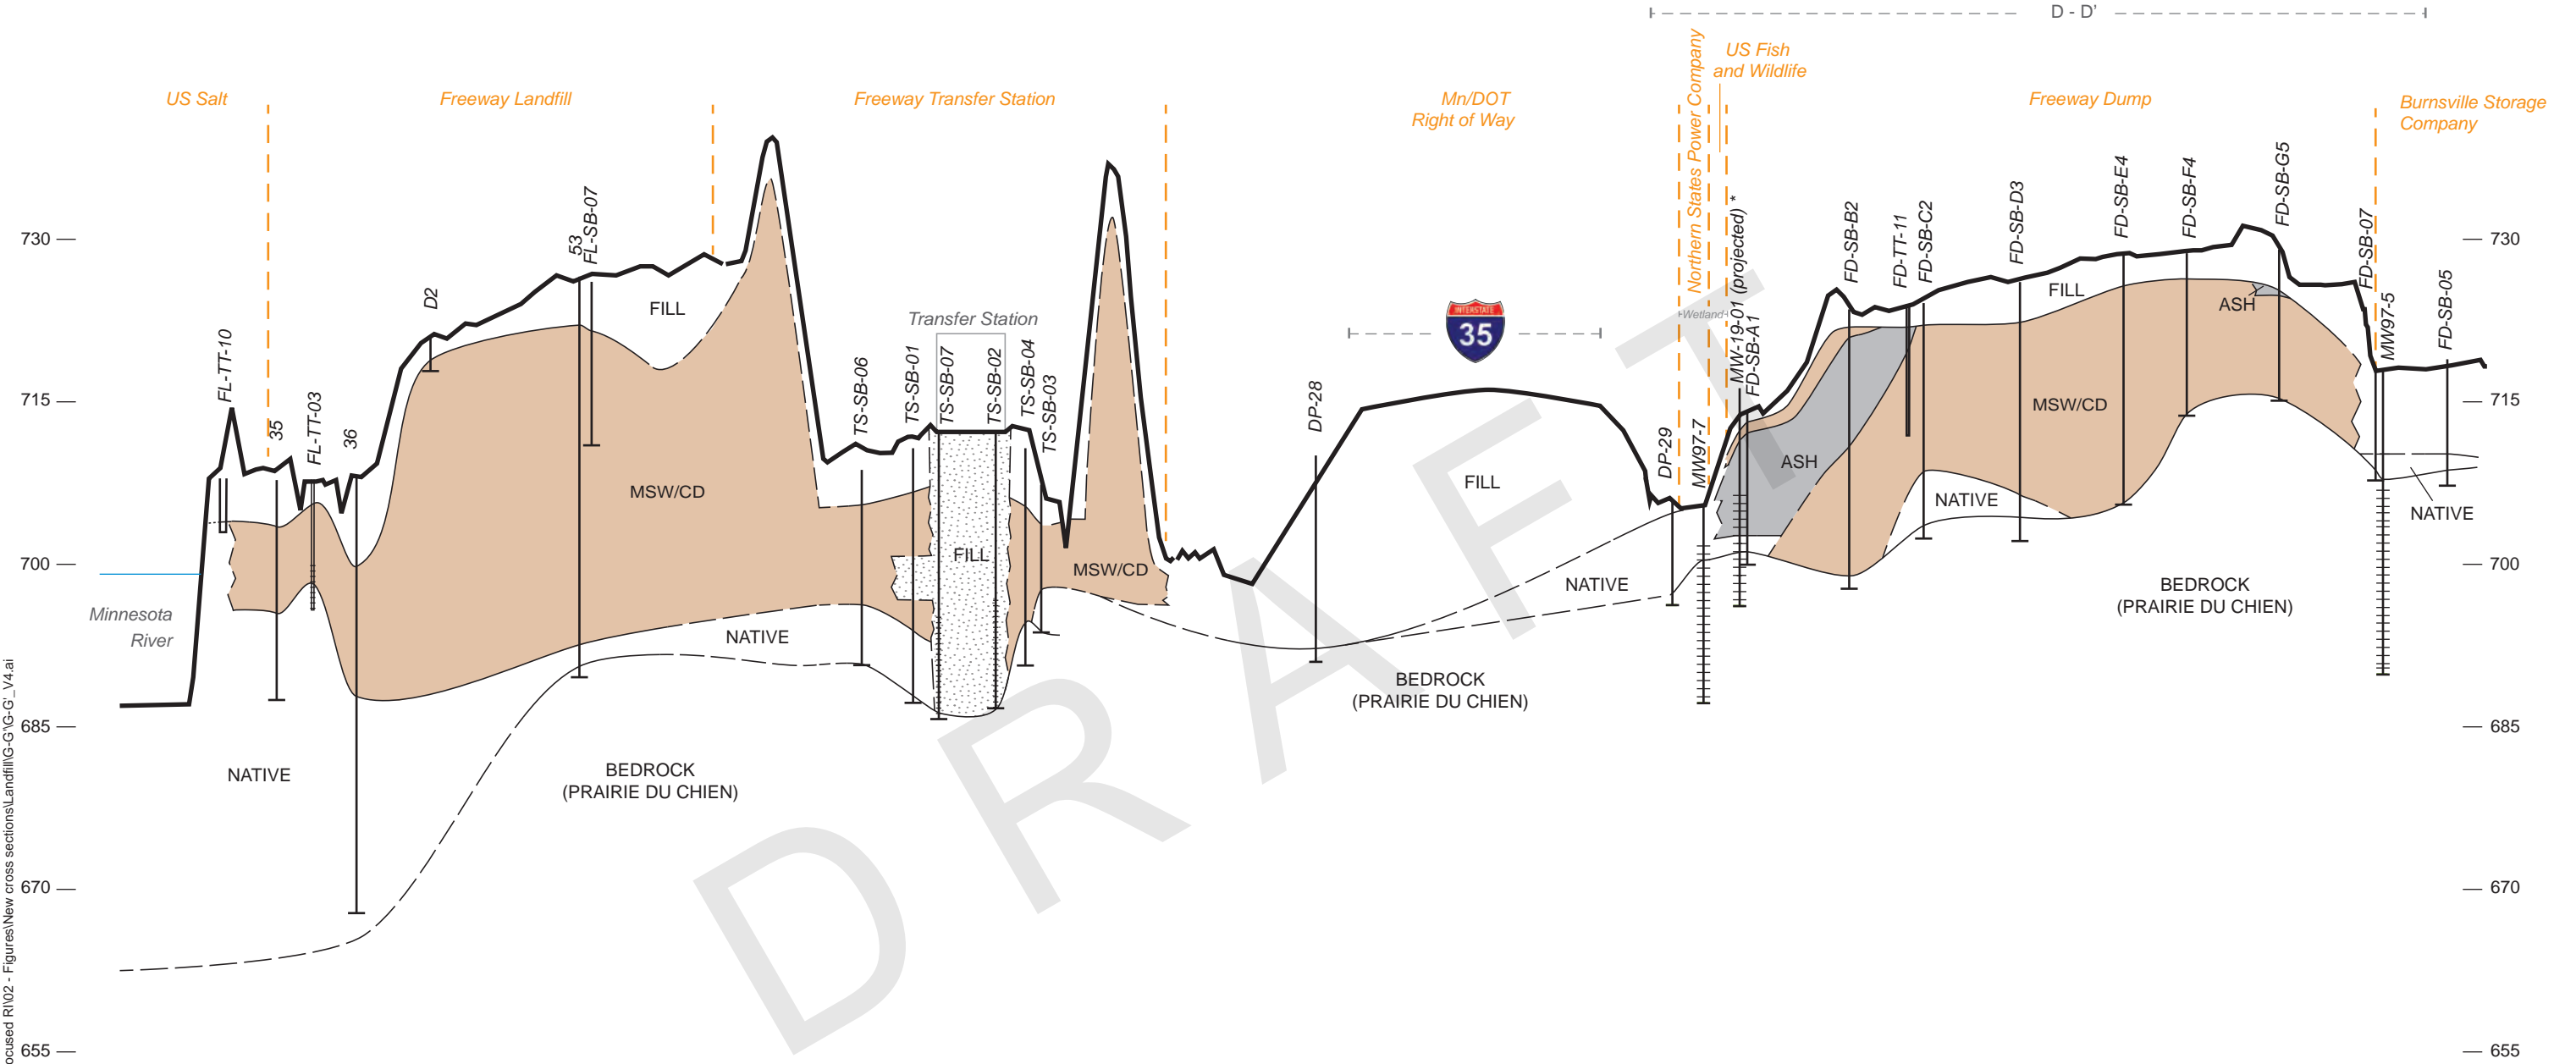 D - D’
US Salt
Freeway Landfill
Freeway Transfer Station
Mn/DOT
Right of Way
Northern States Power Company
US Fish
and Wildlife
Freeway Dump
Burnsville Storage
Company
730
715
700
685
670
655
730
715
700
685
670
655
FL-TT-10
35
FL-TT-03
36
D2
53
FL-SB-07
TS-SB-06
TS-SB-01
TS-SB-07
TS-SB-02
TS-SB-04
TS-SB-03
Transfer Station
DP-28
INTERSTATE
35
DP-29
MW97-7
Wetland
MW-19-01 (projected) *
FD-SB-A1
FD-SB-B2
FD-TT-11
FD-SB-C2
FD-SB-D3
FD-SB-E4
FD-SB-F4
FD-SB-G5
FD-SB-07
MW97-5
FD-SB-05
FILL
MSW/CD
NATIVE
FILL
MSW/CD
FILL
NATIVE
ASH
FILL
ASH
MSW/CD
NATIVE
NATIVE
Minnesota
River
NATIVE
BEDROCK
(PRAIRIE DU CHIEN)
BEDROCK
(PRAIRIE DU CHIEN)
BEDROCK
(PRAIRIE DU CHIEN)
DRAFT
ocused RI\02 - Figures\New cross sections\Landfill\G-G'\G-G'_V4.ai